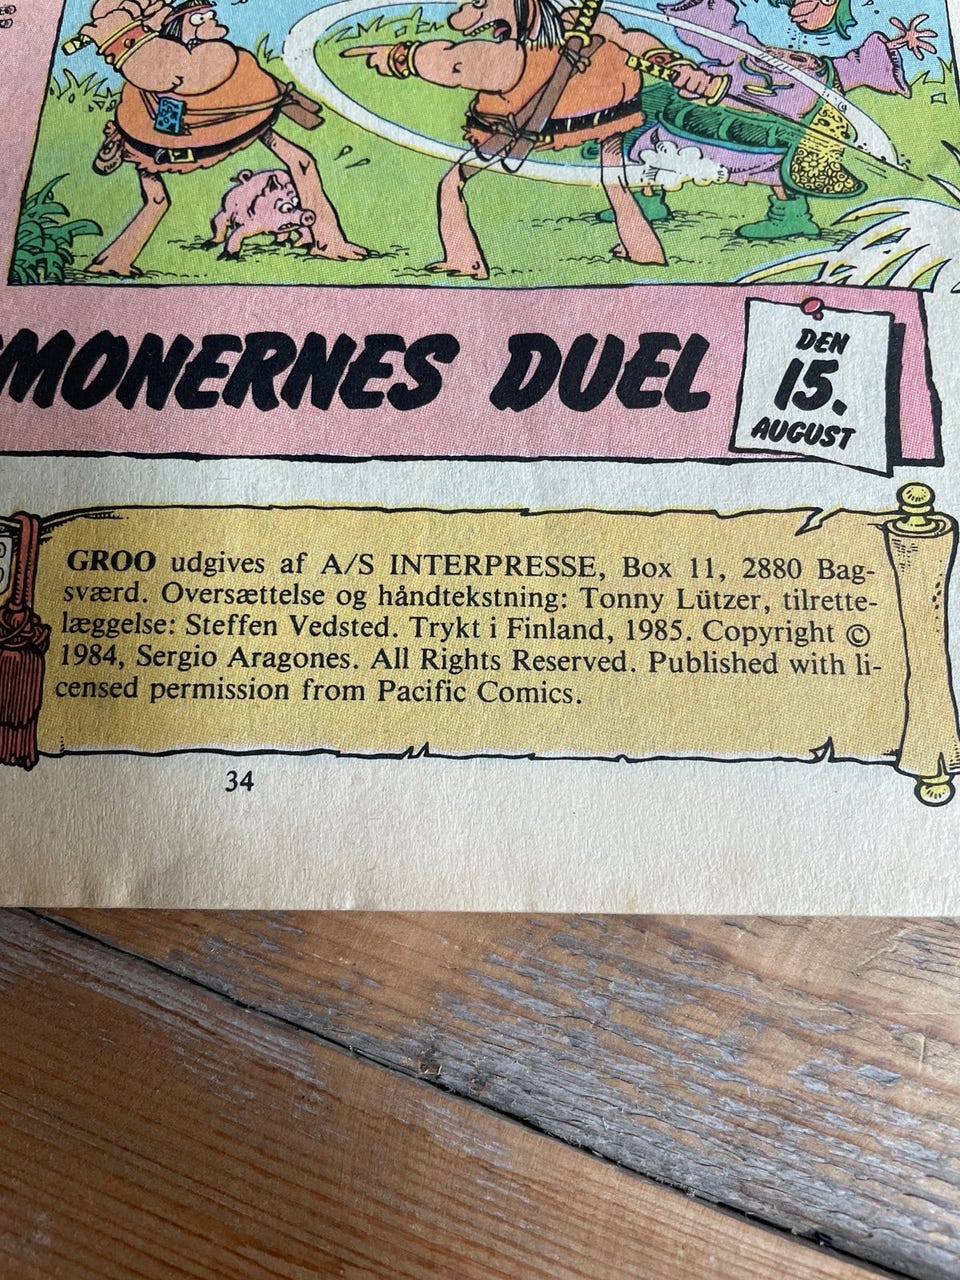 MONERNES DUEL
DEN
15.
AUGUST
GROO udgives af A/S INTERPRESSE, Box 11, 2880 Bag-
sværd. Oversættelse og håndtekstning: Tonny Lützer, tilrette-
læggelse: Steffen Vedsted. Trykt i Finland, 1985. Copyright ©
1984, Sergio Aragones. All Rights Reserved. Published with li-
censed permission from Pacific Comics.
34